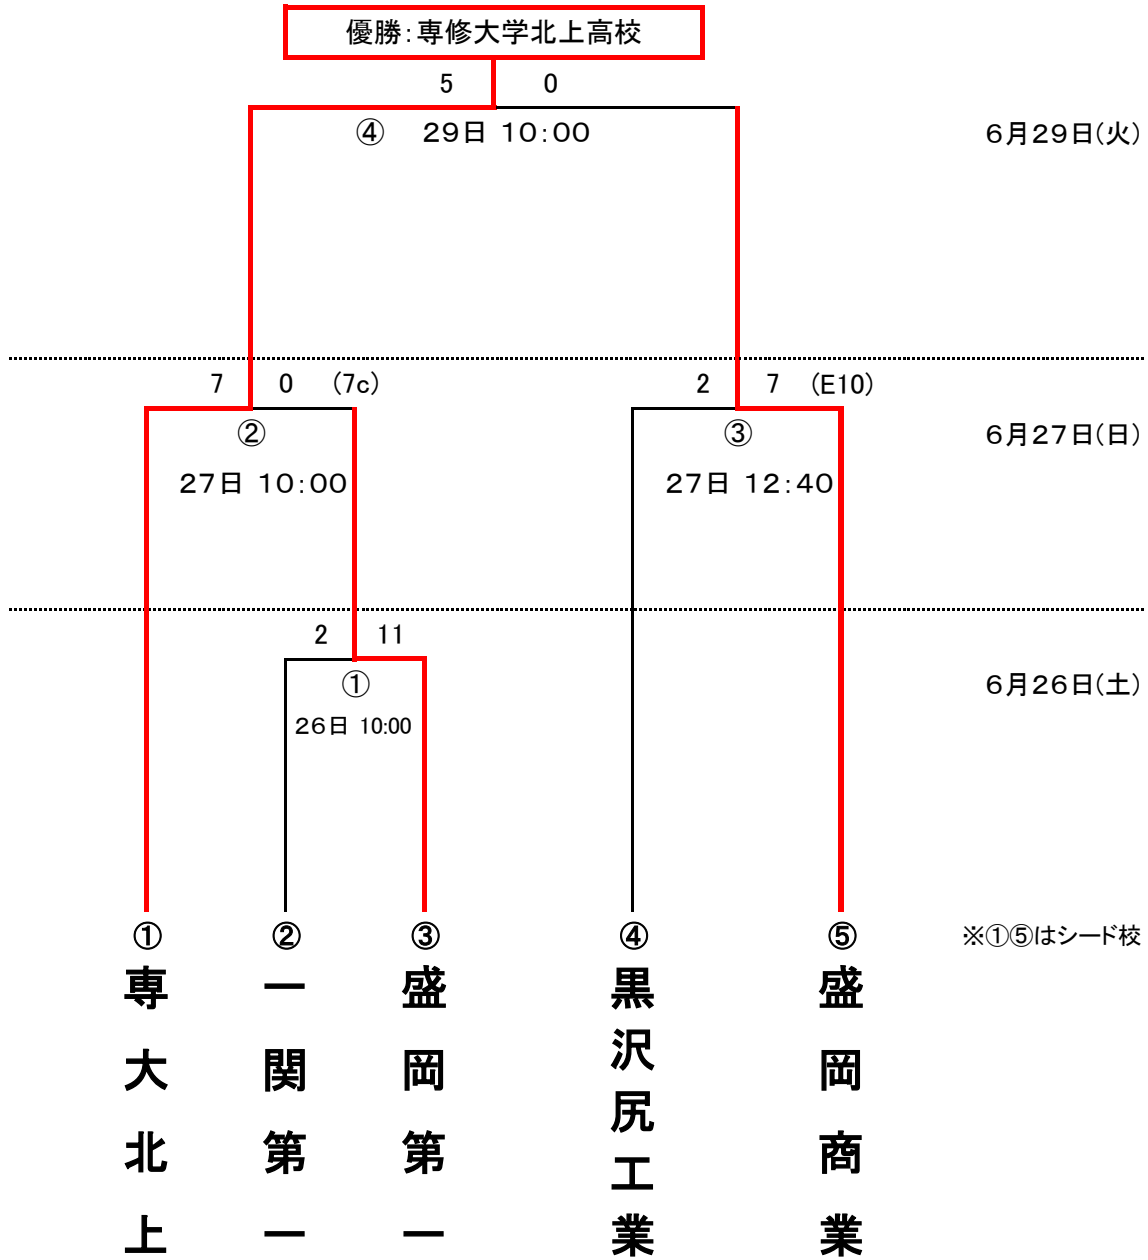 優勝：専修大学北上高校
5 0
④ 29日 10:00
6月29日(火)
7 0 (7c)
2 7 (E10)
②
③
6月27日(日)
27日 10:00
27日 12:40
2 11
①
6月26日(土)
26日 10:00
① ② ③ ④ ⑤
※①⑤はシード校
専大北上
一関第一
盛岡第一
黒沢尻工業
盛岡商業